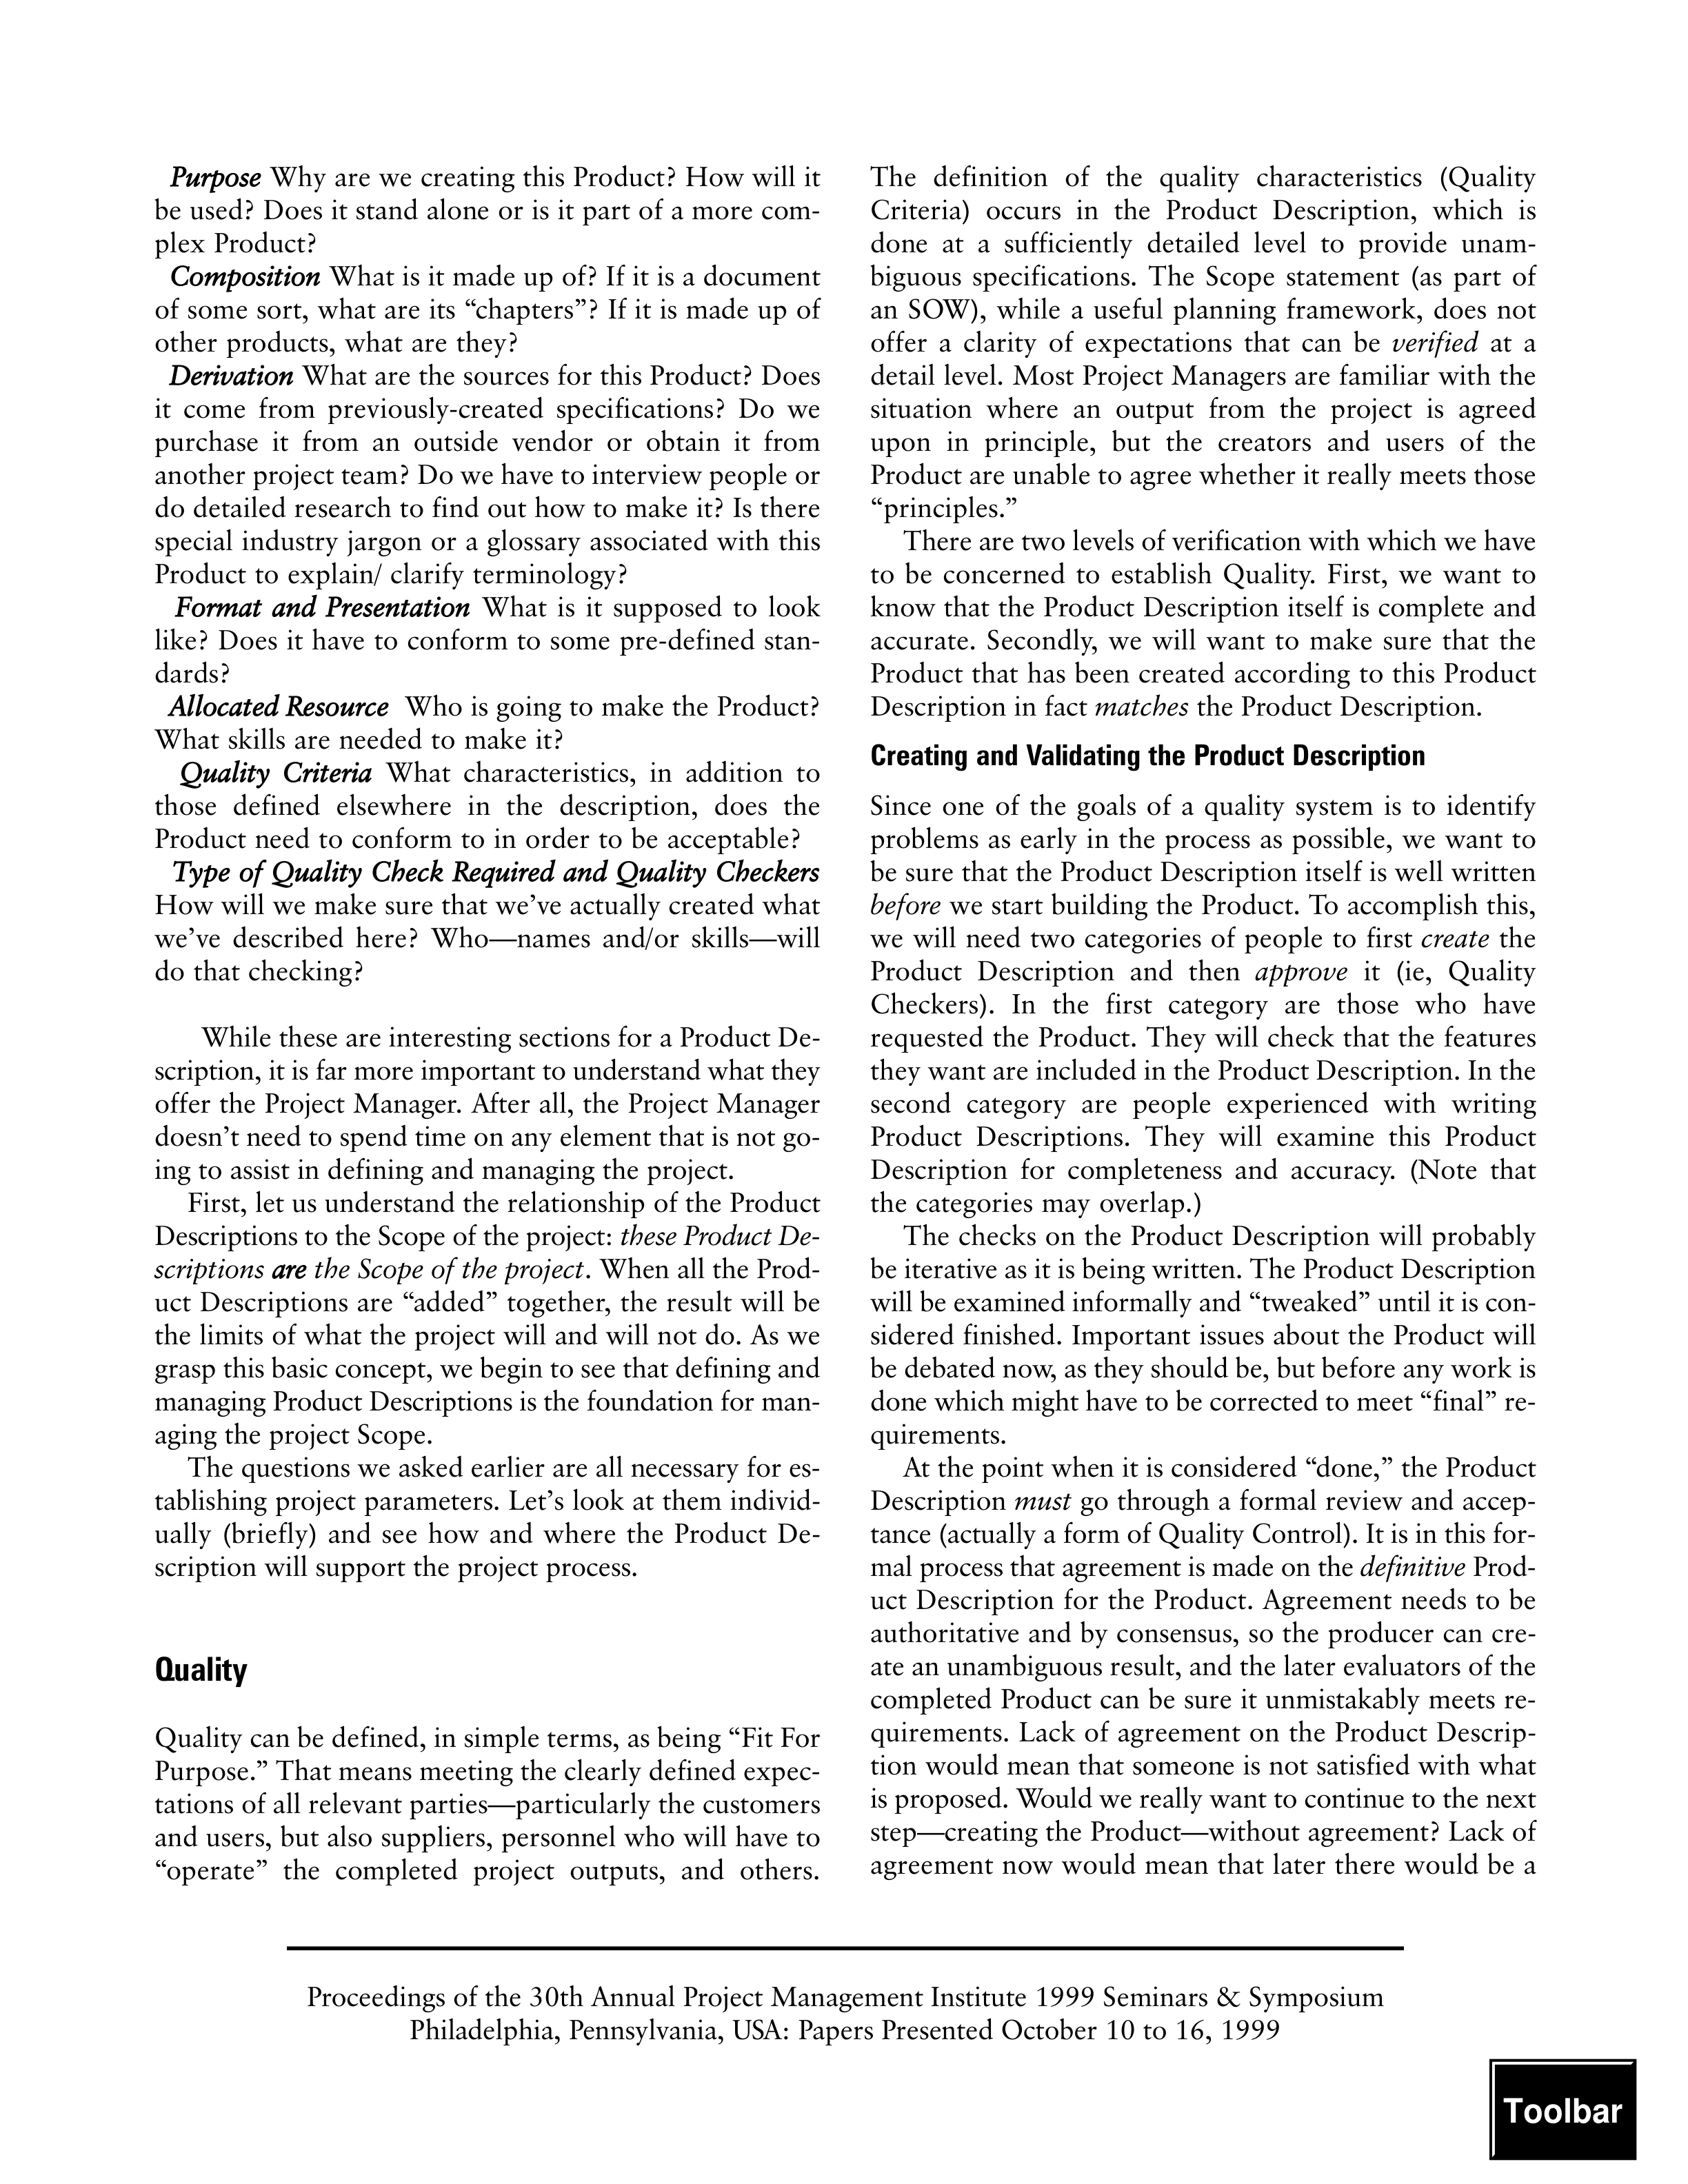 Purpose Why are we creating this Product? How will it
be used? Does it stand alone or is it part of a more com-
plex Product?
Composition What is it made up of? If it is a document
of some sort, what are its “chapters”? If it is made up of
other products, what are they?
Derivation What are the sources for this Product? Does
it come from previously-created specifications? Do we
purchase it from an outside vendor or obtain it from
another project team? Do we have to interview people or
do detailed research to find out how to make it? Is there
special industry jargon or a glossary associated with this
Product to explain/ clarify terminology?
Format and Presentation What is it supposed to look
like? Does it have to conform to some pre-defined stan-
dards?
Allocated Resource Who is going to make the Product?
What skills are needed to make it?
Quality Criteria What characteristics, in addition to
those defined elsewhere in the description, does the
Product need to conform to in order to be acceptable?
Type of Quality Check Required and Quality Checkers
How will we make sure that we’ve actually created what
we’ve described here? Who—names and/or skills—will
do that checking?
While these are interesting sections for a Product De-
scription, it is far more important to understand what they
offer the Project Manager. After all, the Project Manager
doesn’t need to spend time on any element that is not go-
ing to assist in defining and managing the project.
First, let us understand the relationship of the Product
Descriptions to the Scope of the project: these Product De-
scriptions are the Scope of the project. When all the Prod-
uct Descriptions are “added” together, the result will be
the limits of what the project will and will not do. As we
grasp this basic concept, we begin to see that defining and
managing Product Descriptions is the foundation for man-
aging the project Scope.
The questions we asked earlier are all necessary for es-
tablishing project parameters. Let’s look at them individ-
ually (briefly) and see how and where the Product De-
scription will support the project process.
Quality
Quality can be defined, in simple terms, as being “Fit For
Purpose.” That means meeting the clearly defined expec-
tations of all relevant parties—particularly the customers
and users, but also suppliers, personnel who will have to
“operate” the completed project outputs, and others.
The definition of the quality characteristics (Quality
Criteria) occurs in the Product Description, which is
done at a sufficiently detailed level to provide unam-
biguous specifications. The Scope statement (as part of
an SOW), while a useful planning framework, does not
offer a clarity of expectations that can be verified at a
detail level. Most Project Managers are familiar with the
situation where an output from the project is agreed
upon in principle, but the creators and users of the
Product are unable to agree whether it really meets those
“principles.”
There are two levels of verification with which we have
to be concerned to establish Quality. First, we want to
know that the Product Description itself is complete and
accurate. Secondly, we will want to make sure that the
Product that has been created according to this Product
Description in fact matches the Product Description.
Creating and Validating the Product Description
Since one of the goals of a quality system is to identify
problems as early in the process as possible, we want to
be sure that the Product Description itself is well written
before we start building the Product. To accomplish this,
we will need two categories of people to first create the
Product Description and then approve it (ie, Quality
Checkers). In the first category are those who have
requested the Product. They will check that the features
they want are included in the Product Description. In the
second category are people experienced with writing
Product Descriptions. They will examine this Product
Description for completeness and accuracy. (Note that
the categories may overlap.)
The checks on the Product Description will probably
be iterative as it is being written. The Product Description
will be examined informally and “tweaked” until it is con-
sidered finished. Important issues about the Product will
be debated now, as they should be, but before any work is
done which might have to be corrected to meet “final” re-
quirements.
At the point when it is considered “done,” the Product
Description must go through a formal review and accep-
tance (actually a form of Quality Control). It is in this for-
mal process that agreement is made on the definitive Prod-
uct Description for the Product. Agreement needs to be
authoritative and by consensus, so the producer can cre-
ate an unambiguous result, and the later evaluators of the
completed Product can be sure it unmistakably meets re-
quirements. Lack of agreement on the Product Descrip-
tion would mean that someone is not satisfied with what
is proposed. Would we really want to continue to the next
step—creating the Product—without agreement? Lack of
agreement now would mean that later there would be a
Proceedings of the 30th Annual Project Management Institute 1999 Seminars & Symposium
Philadelphia, Pennsylvania, USA: Papers Presented October 10 to 16, 1999
Toolbar